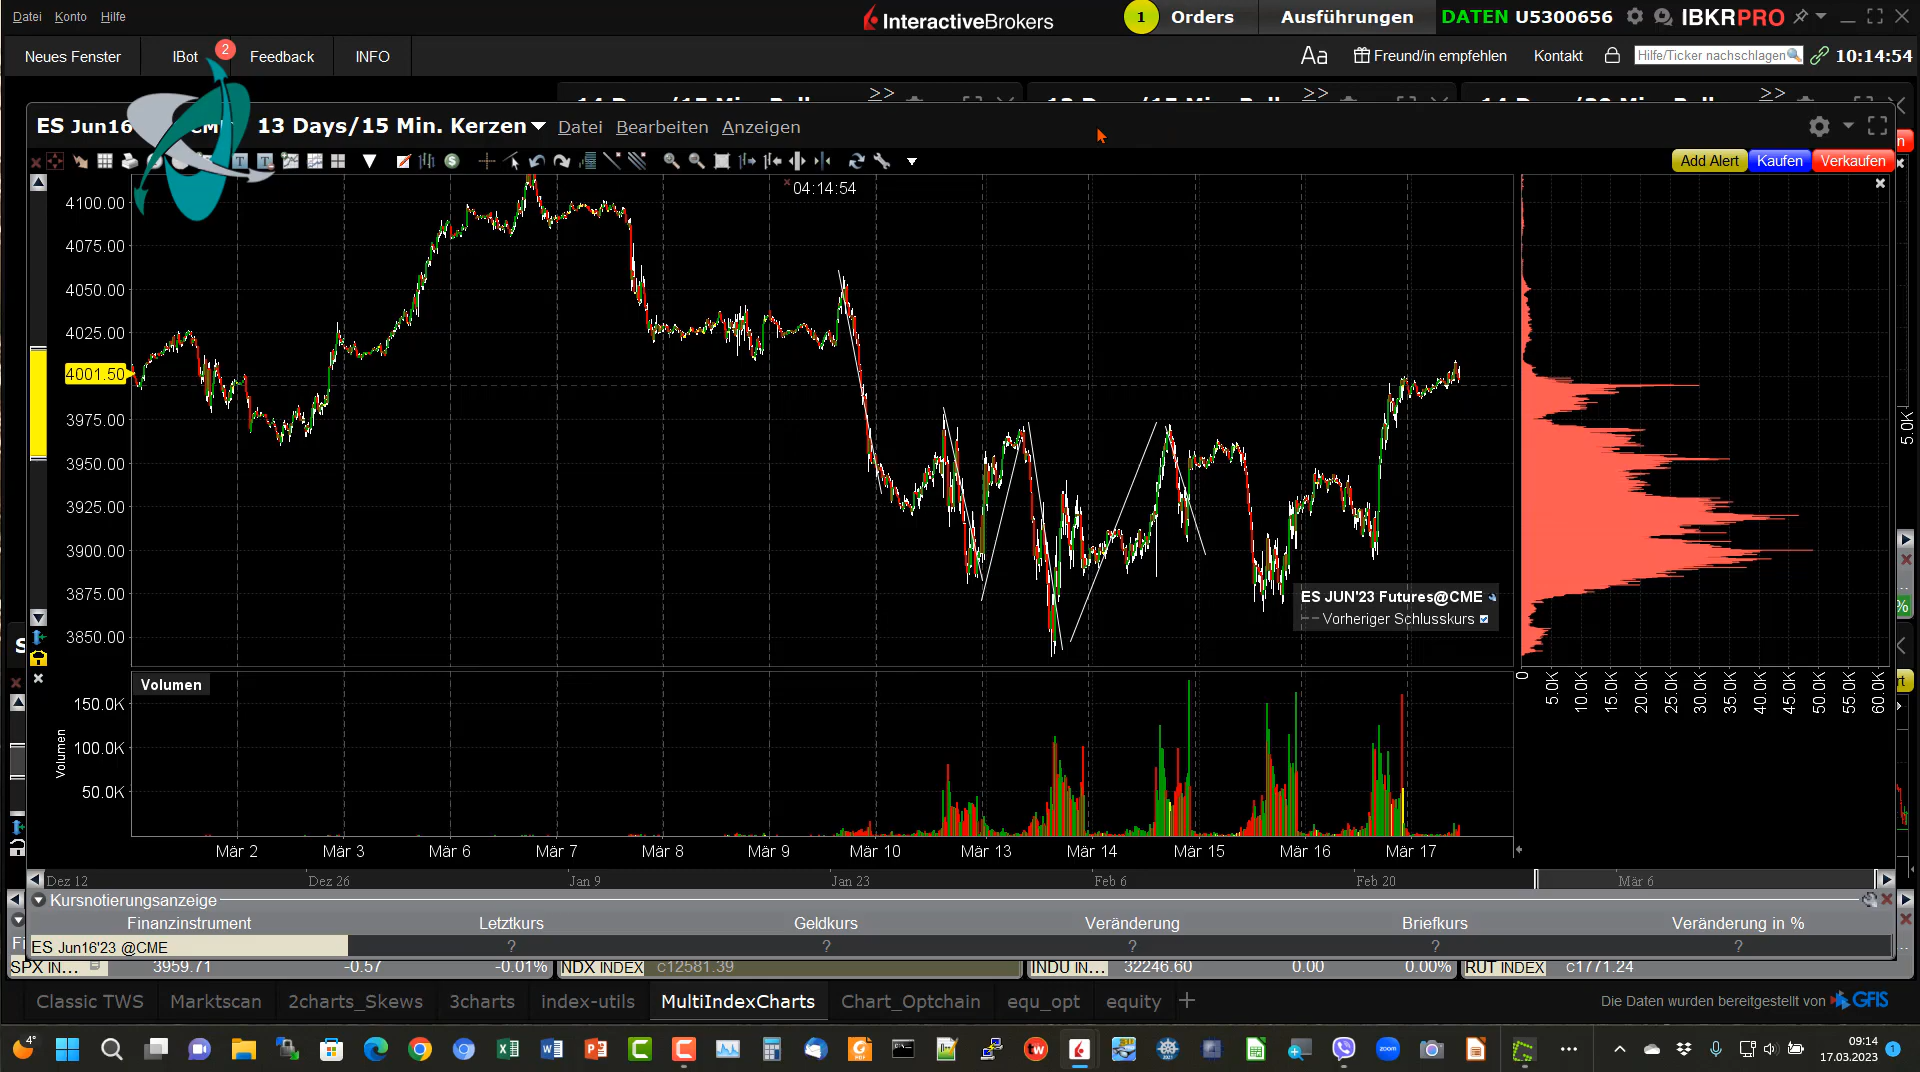 Datei Konto Hilfe
InteractiveBrokers
1 Orders Ausführungen DATEN U5300656 IBKRPRO
Neues Fenster IBot 2 Feedback INFO
Aa Freund/in empfehlen Kontakt Hilfe/Ticker nachschlagen 10:14:54
>> >> >>
ES Jun16 CME 13 Days/15 Min. Kerzen Datei Bearbeiten Anzeigen
Add Alert Kaufen Verkaufen
04:14:54
4100.00
4075.00
4050.00
4025.00
4001.50
3975.00
3950.00
3925.00
3900.00
3875.00
3850.00
ES JUN'23 Futures@CME
Vorheriger Schlusskurs
5.0K
%
Volumen
Volumen
150.0K
100.0K
50.0K
0 5.0K 10.0K 15.0K 20.0K 25.0K 30.0K 35.0K 40.0K 45.0K 50.0K 55.0K 60.0K
Mär 2 Mär 3 Mär 6 Mär 7 Mär 8 Mär 9 Mär 10 Mär 13 Mär 14 Mär 15 Mär 16 Mär 17
Dez 12 Dez 26 Jan 9 Jan 23 Feb 6 Feb 20 Mär 6
Kursnotierungsanzeige
Finanzinstrument Letztkurs Geldkurs Veränderung Briefkurs Veränderung in %
ES Jun16'23 @CME ? ? ? ? ?
SPX IN... 3959.71 -0.57 -0.01% NDX INDEX C12581.39 INDU IN... 32246.60 0.00 0.00% RUT INDEX C1771.24
Classic TWS Marktscan 2charts_Skews 3charts index-utils MultiIndexCharts Chart_Optchain equ_opt equity +
Die Daten wurden bereitgestellt von GFIS
4°
zoom
09:14
17.03.2023
1